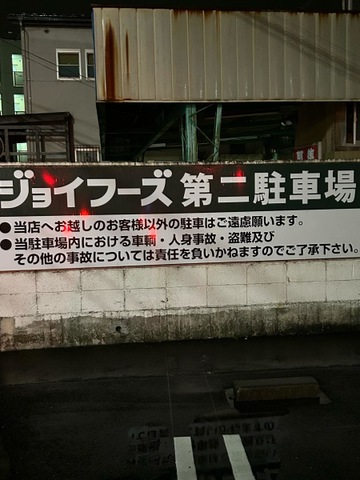 ジョイフーズ 第二駐車場
●当店へお越しのお客様以外の駐車はご遠慮願います。
●当駐車場内における車輌・人身事故・盗難及び
その他の事故については責任を負いかねますのでご了承下さい。